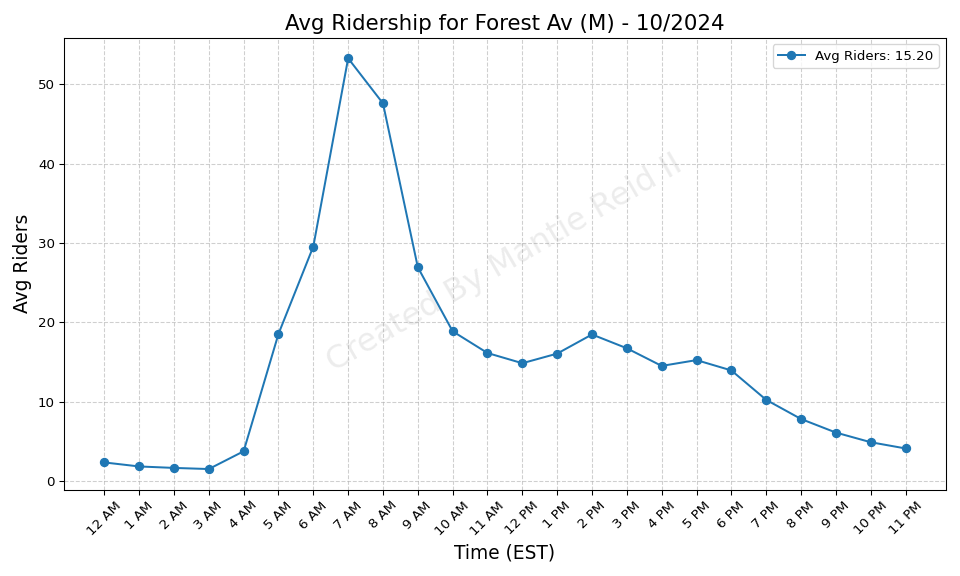 Avg Ridership for Forest Av (M) - 10/2024
Avg Riders: 15.20
50
40
30
20
10
0
Avg Riders
Created By Mantie Reid II
12 AM
1 AM
2 AM
3 AM
4 AM
5 AM
6 AM
7 AM
8 AM
9 AM
10 AM
11 AM
12 PM
1 PM
2 PM
3 PM
4 PM
5 PM
6 PM
7 PM
8 PM
9 PM
10 PM
11 PM
Time (EST)